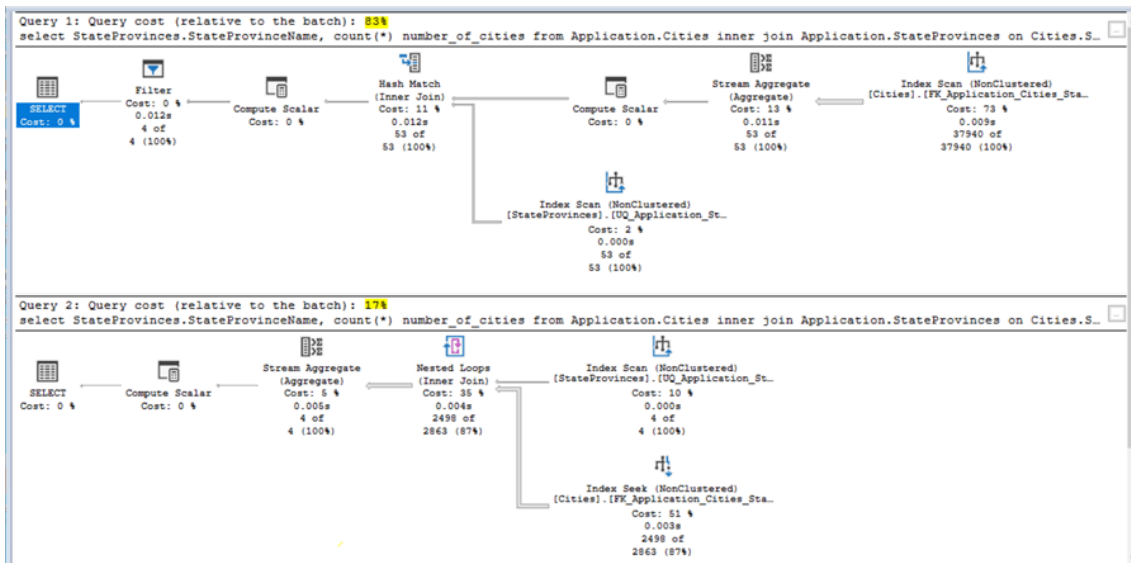 Query 1: Query cost (relative to the batch): 83%
select StateProvinces.StateProvinceName, count(*) number_of_cities from Application.Cities inner join Application.StateProvinces on Cities.S…
SELECT
Cost: 0 %
Filter
Cost: 0 %
0.012s
4 of
4 (100%)
Compute Scalar
Cost: 0 %
Hash Match
(Inner Join)
Cost: 11 %
0.012s
53 of
53 (100%)
Compute Scalar
Cost: 0 %
Stream Aggregate
(Aggregate)
Cost: 13 %
0.011s
53 of
53 (100%)
Index Scan (NonClustered)
[Cities].[FK_Application_Cities_Sta…
Cost: 73 %
0.009s
37940 of
37940 (100%)
Index Scan (NonClustered)
[StateProvinces].[UQ_Application_St…
Cost: 2 %
0.000s
53 of
53 (100%)
Query 2: Query cost (relative to the batch): 17%
select StateProvinces.StateProvinceName, count(*) number_of_cities from Application.Cities inner join Application.StateProvinces on Cities.S…
SELECT
Cost: 0 %
Compute Scalar
Cost: 0 %
Stream Aggregate
(Aggregate)
Cost: 5 %
0.005s
4 of
4 (100%)
Nested Loops
(Inner Join)
Cost: 35 %
0.004s
2498 of
2863 (87%)
Index Scan (NonClustered)
[StateProvinces].[UQ_Application_St…
Cost: 10 %
0.000s
4 of
4 (100%)
Index Seek (NonClustered)
[Cities].[FK_Application_Cities_Sta…
Cost: 51 %
0.003s
2498 of
2863 (87%)